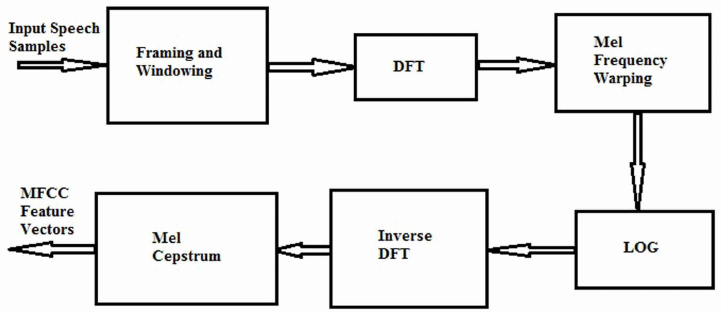 Input Speech
Samples
Framing and
Windowing
DFT
Mel
Frequency
Warping
LOG
Inverse
DFT
Mel
Cepstrum
MFCC
Feature
Vectors